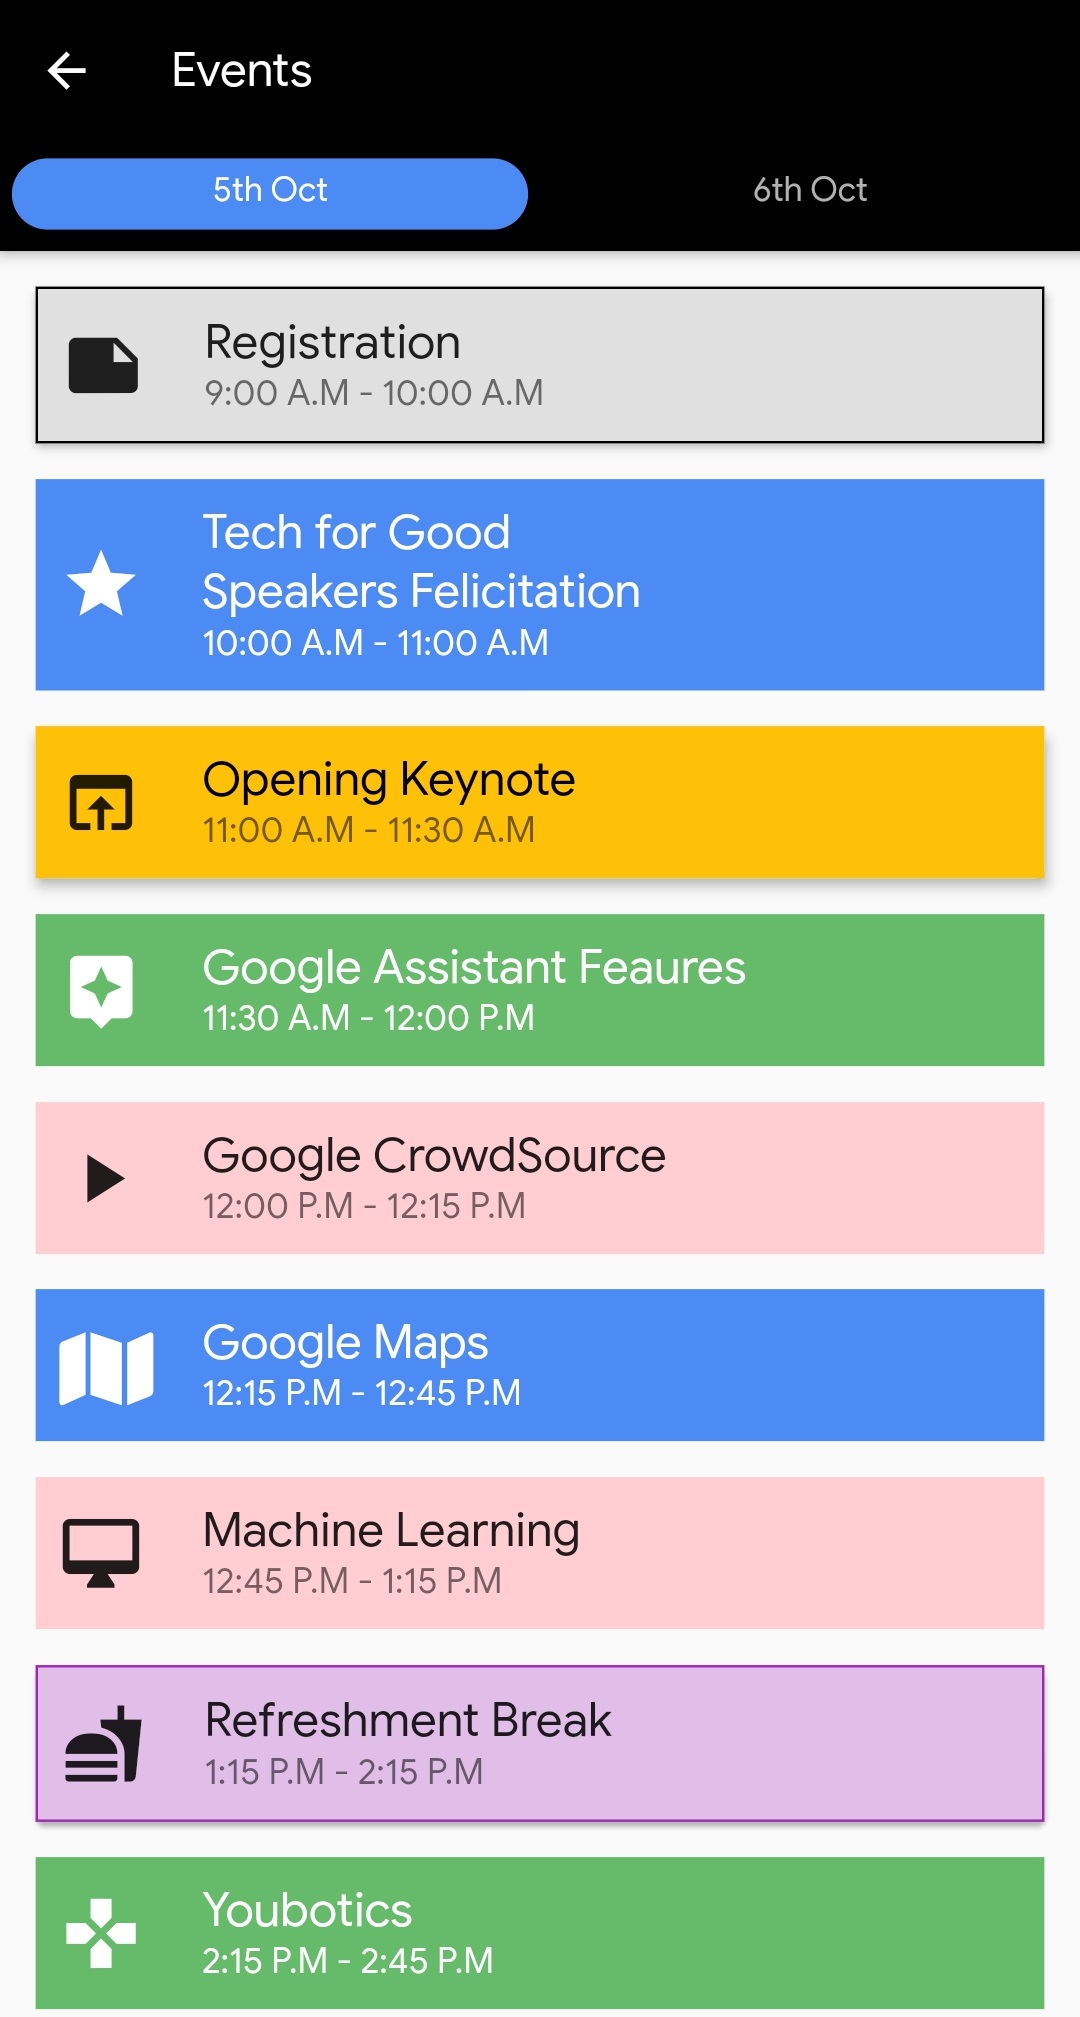 Events
5th Oct
6th Oct
Registration
9:00 A.M - 10:00 A.M
Tech for Good
Speakers Felicitation
10:00 A.M - 11:00 A.M
Opening Keynote
11:00 A.M - 11:30 A.M
Google Assistant Feaures
11:30 A.M - 12:00 P.M
Google CrowdSource
12:00 P.M - 12:15 P.M
Google Maps
12:15 P.M - 12:45 P.M
Machine Learning
12:45 P.M - 1:15 P.M
Refreshment Break
1:15 P.M - 2:15 P.M
Youbotics
2:15 P.M - 2:45 P.M